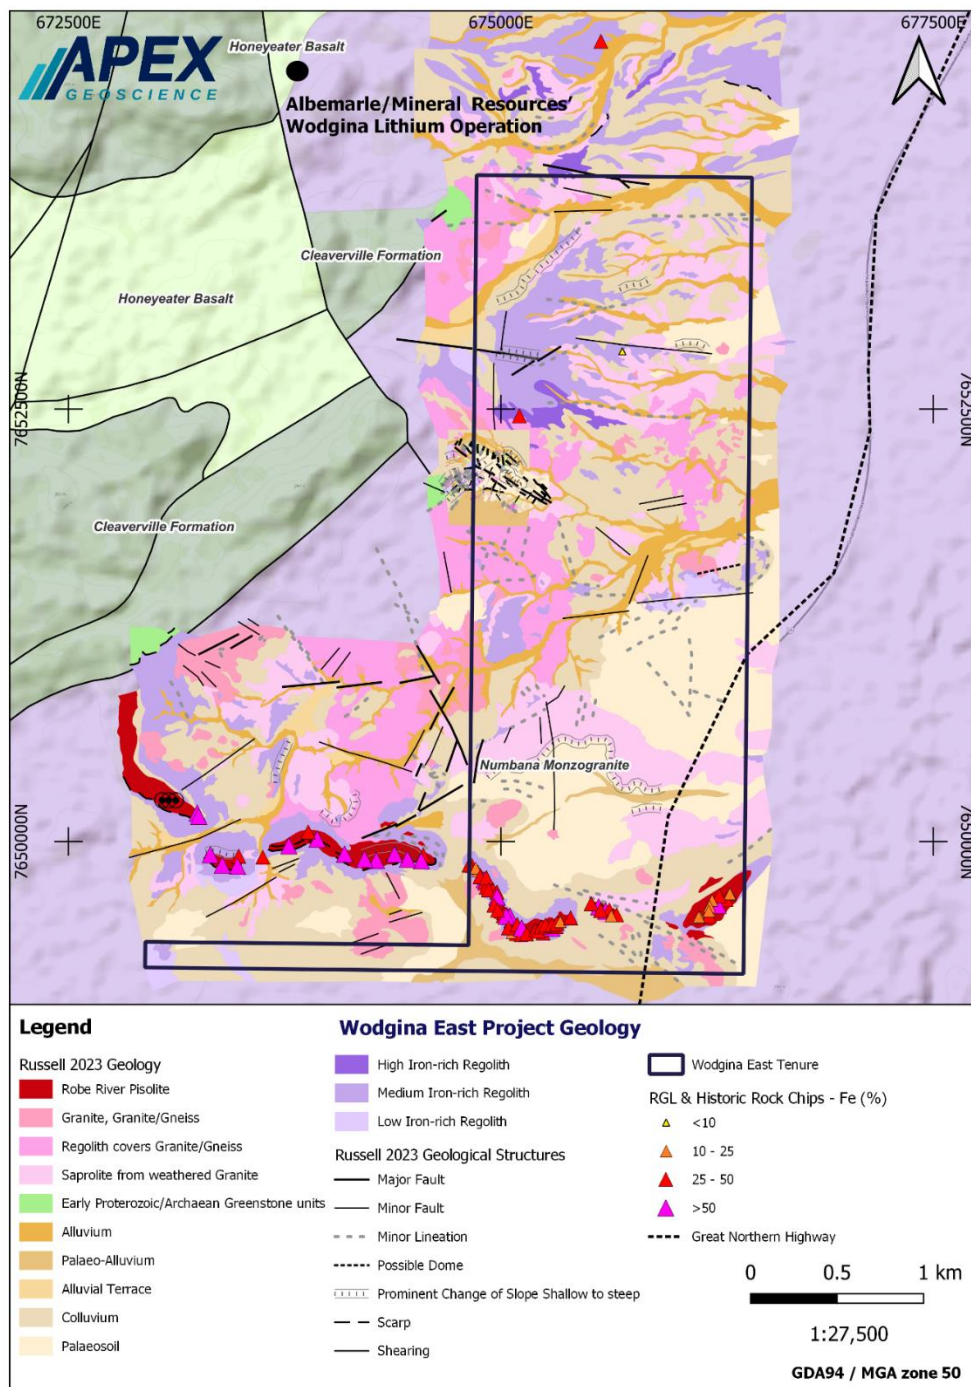 672500E
675000E
677500E
APEX
GEOSCIENCE
Honeyeater Basalt
Albemarle/Mineral Resources'
Wodgina Lithium Operation
Cleaverville Formation
Honeyeater Basalt
7652500N
7652500N
Cleaverville Formation
Numbana Monzogranite
7650000N
7650000N
Legend
Russell 2023 Geology
Robe River Pisolite
Granite, Granite/Gneiss
Regolith covers Granite/Gneiss
Saprolite from weathered Granite
Early Proterozoic/Archaean Greenstone units
Alluvium
Palaeo-Alluvium
Alluvial Terrace
Colluvium
Palaeosoil
Wodgina East Project Geology
High Iron-rich Regolith
Medium Iron-rich Regolith
Low Iron-rich Regolith
Russell 2023 Geological Structures
Major Fault
Minor Fault
Minor Lineation
Possible Dome
Prominent Change of Slope Shallow to steep
Scarp
Shearing
Wodgina East Tenure
RGL & Historic Rock Chips - Fe (%)
<10
10 - 25
25 - 50
>50
Great Northern Highway
0 0.5 1 km
1:27,500
GDA94 / MGA zone 50